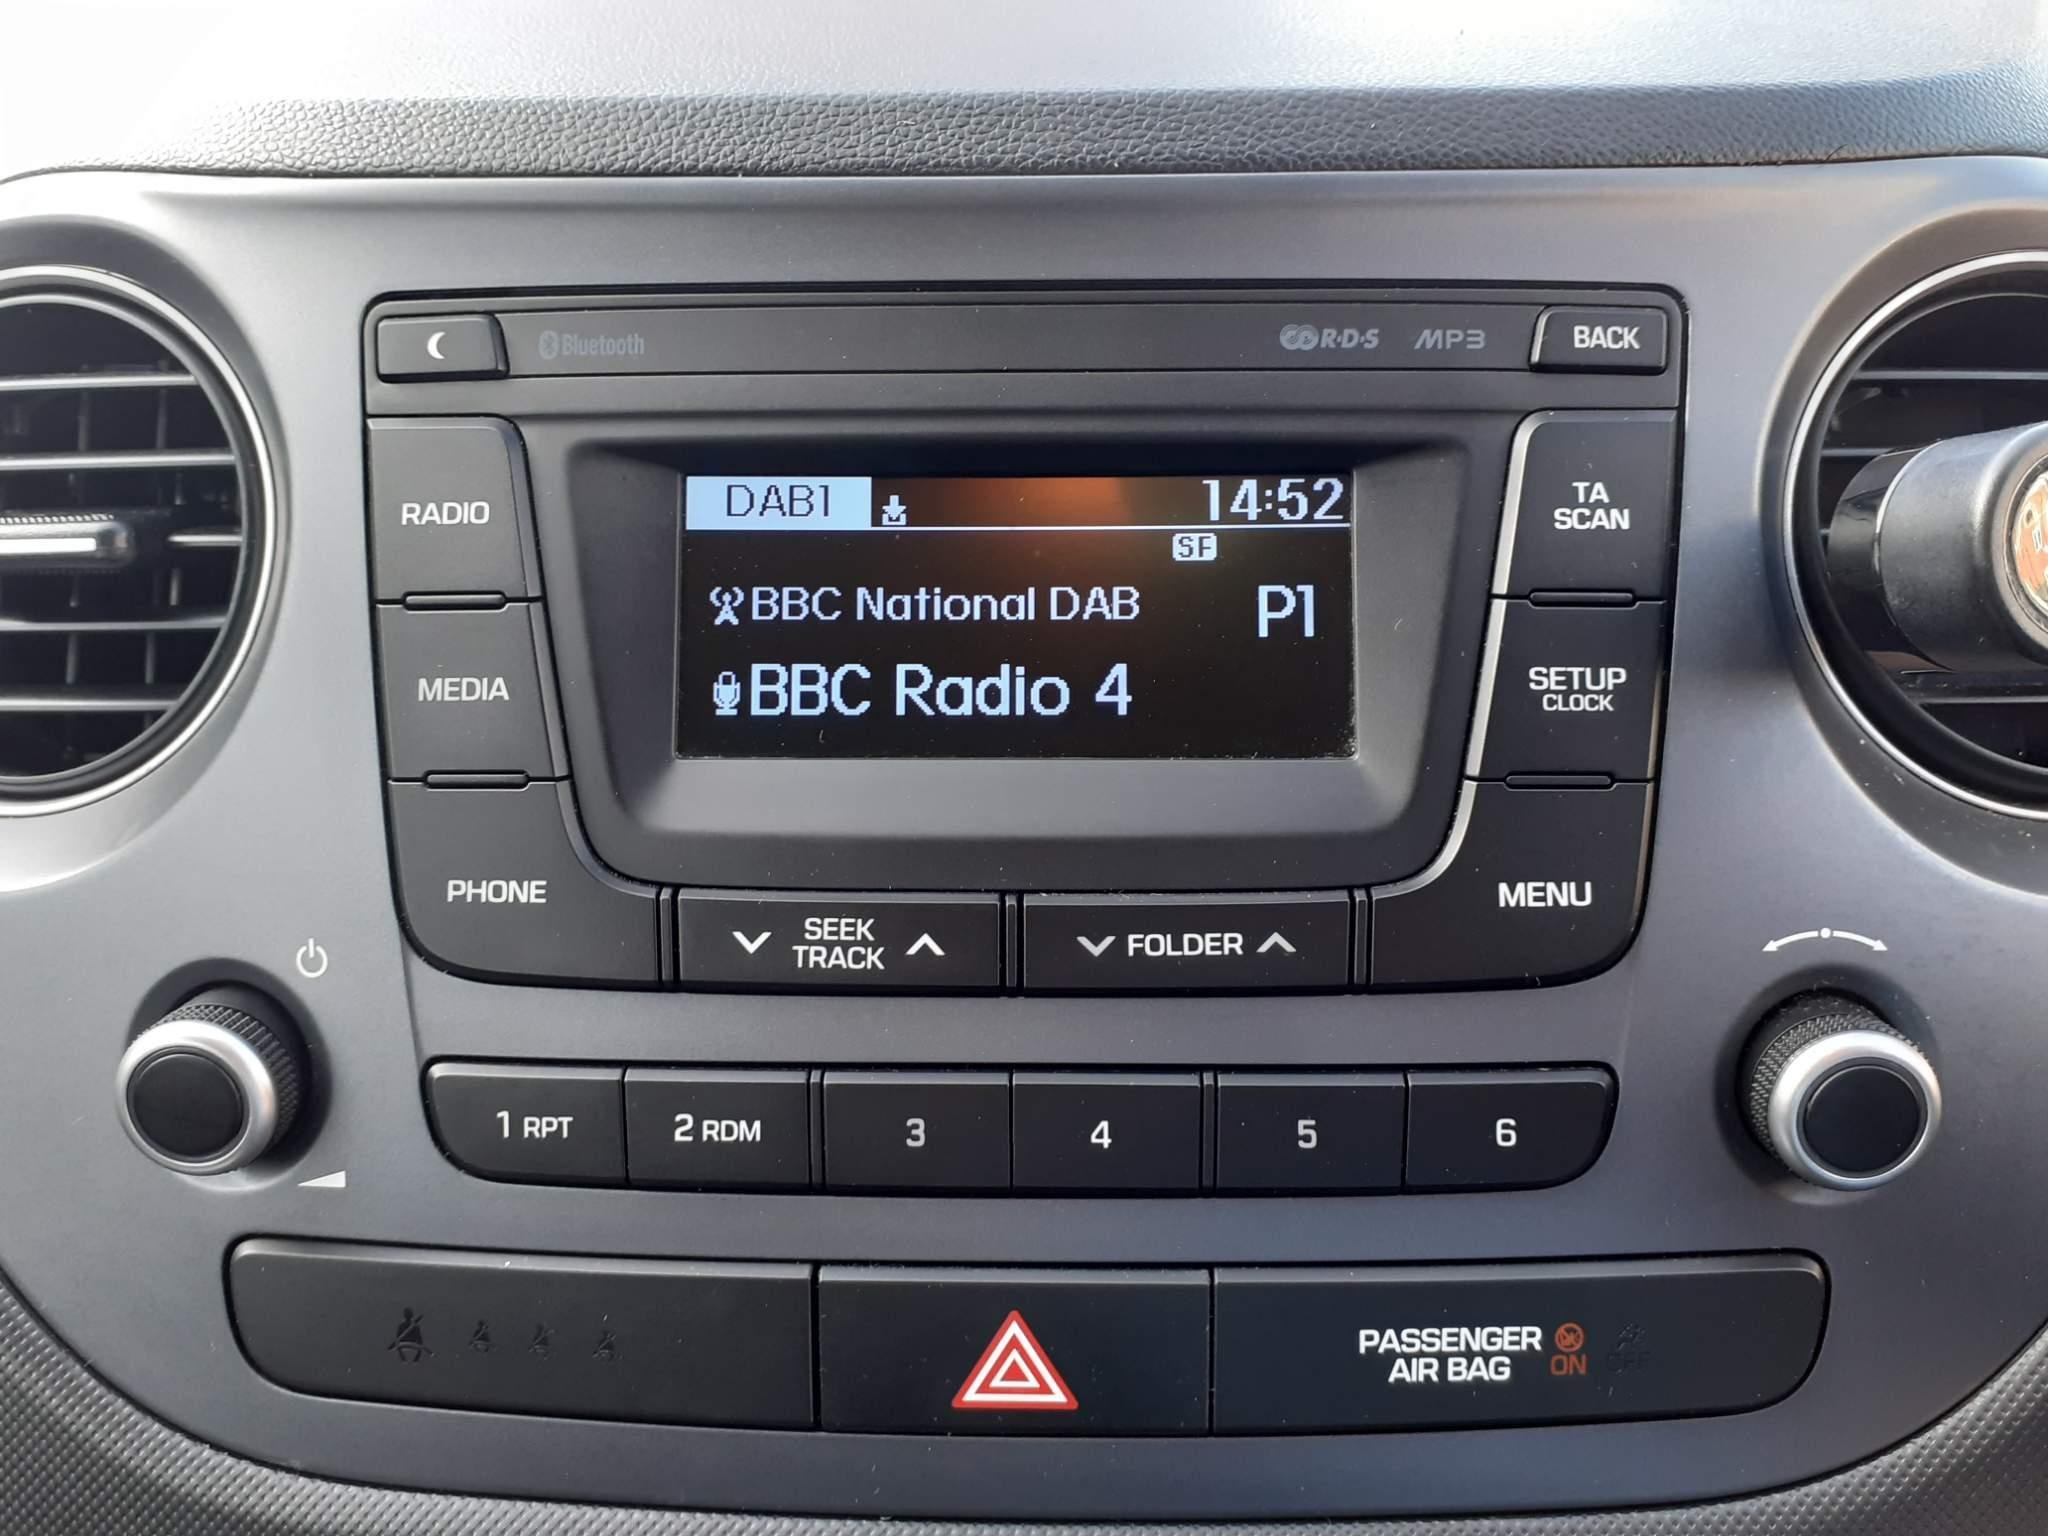 Bluetooth
R·D·S MP3
BACK
RADIO
MEDIA
PHONE
DAB1
14:52
SF
BBC National DAB
P1
BBC Radio 4
TA
SCAN
SETUP
CLOCK
MENU
SEEK
TRACK
FOLDER
1 RPT
2 RDM
3
4
5
6
PASSENGER
AIR BAG
ON
OFF